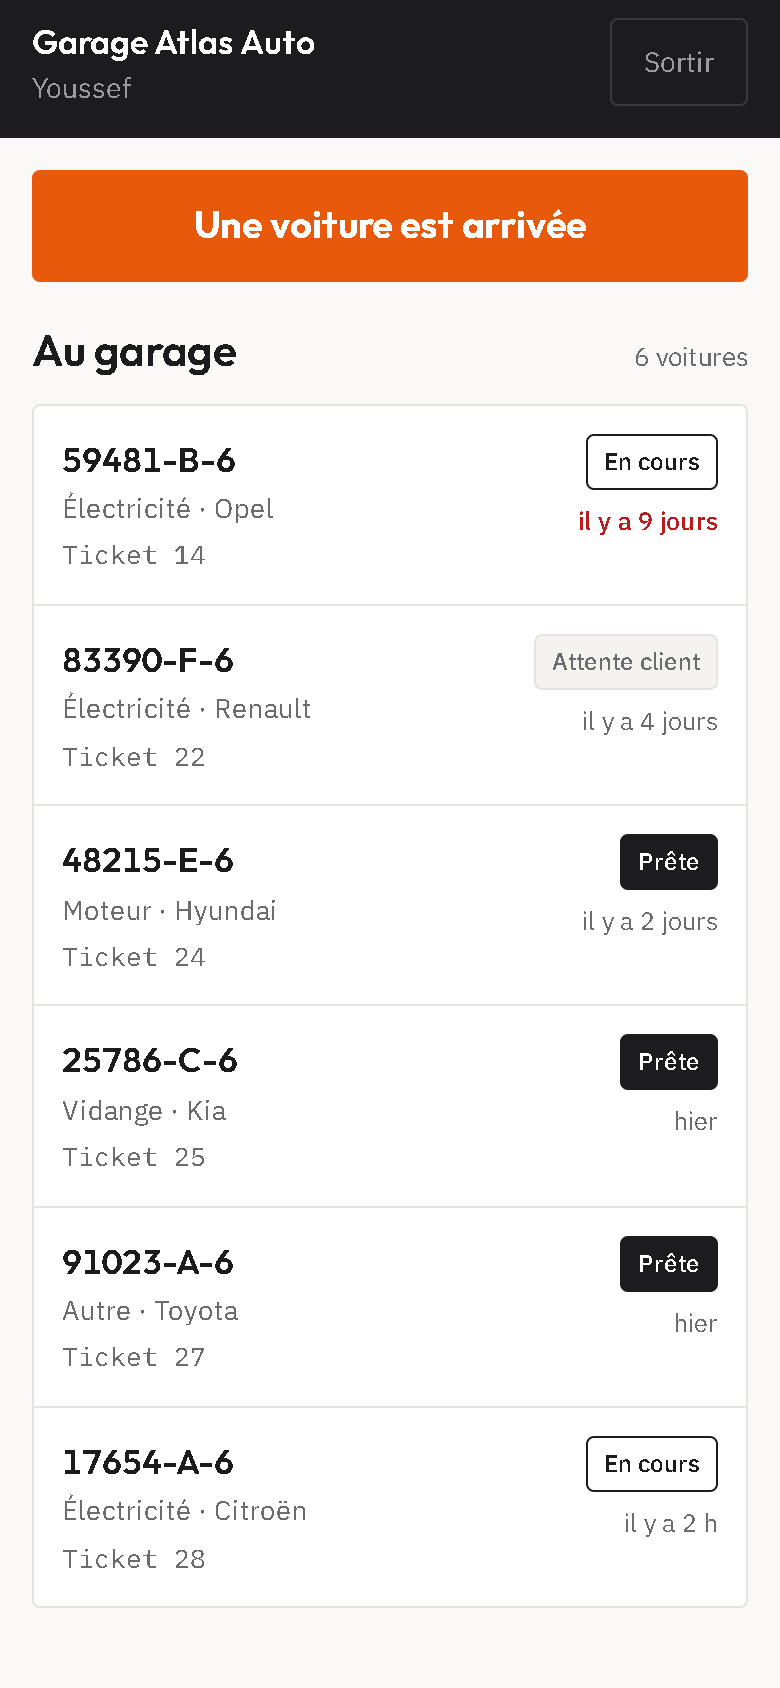 Garage Atlas Auto
Youssef
Sortir
Une voiture est arrivée
Au garage
6 voitures
59481-B-6
En cours
Électricité · Opel
il y a 9 jours
Ticket 14
83390-F-6
Attente client
Électricité · Renault
il y a 4 jours
Ticket 22
48215-E-6
Prête
Moteur · Hyundai
il y a 2 jours
Ticket 24
25786-C-6
Prête
Vidange · Kia
hier
Ticket 25
91023-A-6
Prête
Autre · Toyota
hier
Ticket 27
17654-A-6
En cours
Électricité · Citroën
il y a 2 h
Ticket 28